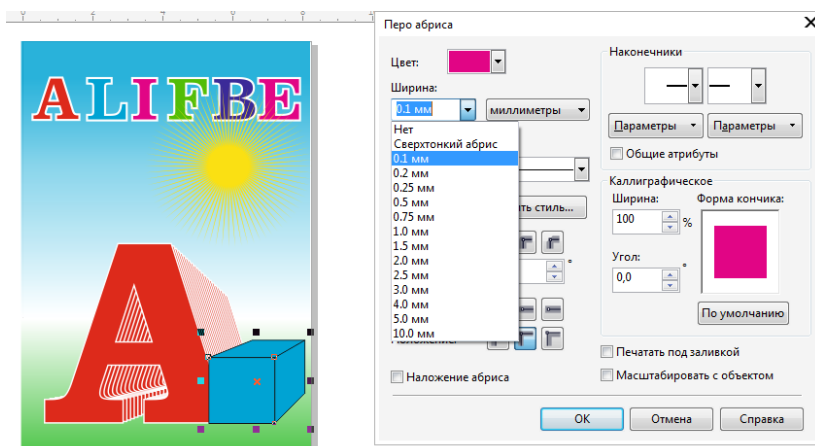 ALIFBE
A
Перо абриса
Цвет:
Ширина:
0.1 мм
миллиметры
Нет
Сверхтонкий абрис
0.1 мм
0.2 мм
0.25 мм
0.5 мм
0.75 мм
1.0 мм
1.5 мм
2.0 мм
2.5 мм
3.0 мм
4.0 мм
5.0 мм
10.0 мм
стиль...
Наложение абриса
Наконечники
Параметры Параметры
Общие атрибуты
Каллиграфическое
Ширина: Форма кончика:
100 %
Угол:
0,0 °
По умолчанию
Печатать под заливкой
Масштабировать с объектом
OK Отмена Справка